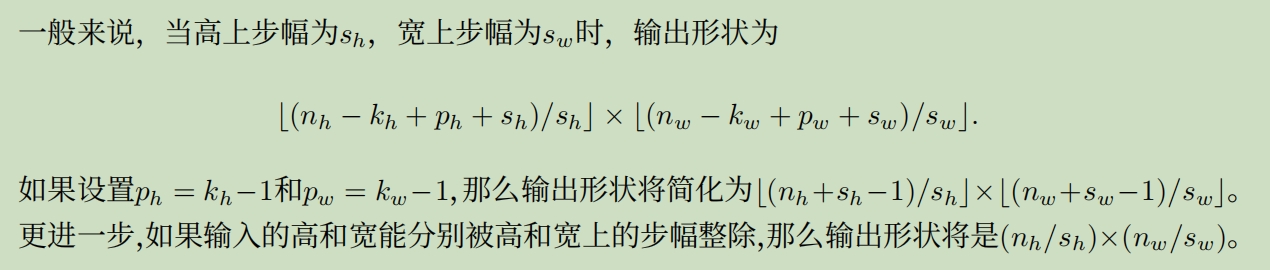 一般来说，当高上步幅为$s_h$，宽上步幅为$s_w$时，输出形状为
$\lfloor(n_h-k_h+p_h+s_h)/s_h\rfloor\times\lfloor(n_w-k_w+p_w+s_w)/s_w\rfloor.$
如果设置$p_h=k_h-1$和$p_w=k_w-1$,那么输出形状将简化为$\lfloor(n_h+s_h-1)/s_h\rfloor\times\lfloor(n_w+s_w-1)/s_w\rfloor$。
更进一步,如果输入的高和宽能分别被高和宽上的步幅整除,那么输出形状将是$(n_h/s_h)\times(n_w/s_w)$。